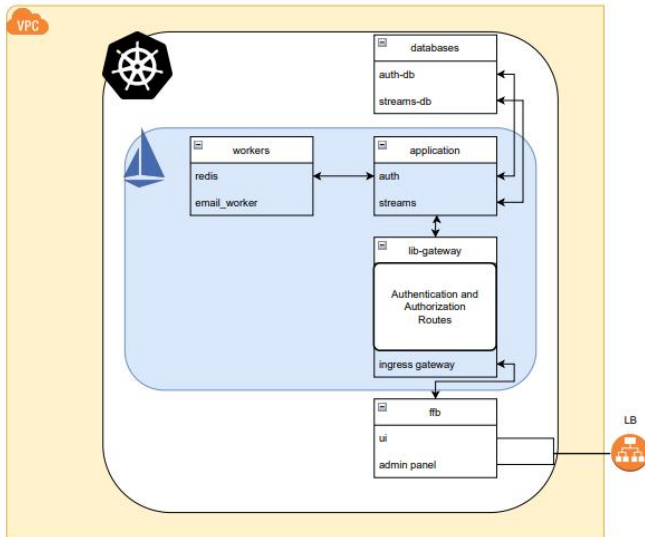 VPC
databases
auth-db
streams-db
workers
redis
email_worker
application
auth
streams
lib-gateway
Authentication and
Authorization
Routes
ingress gateway
ffb
ui
admin panel
LB